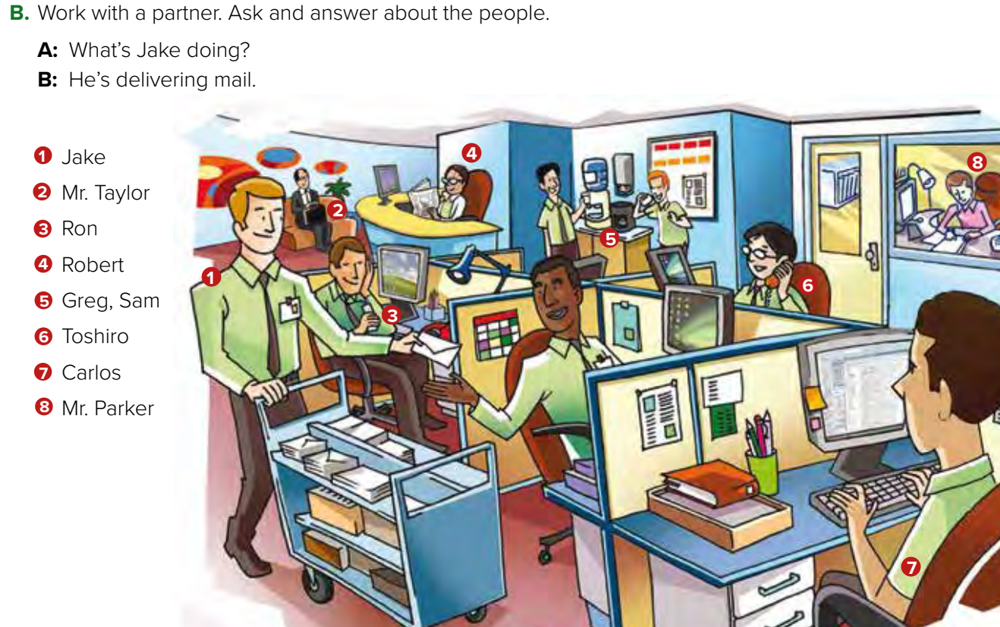 B. Work with a partner. Ask and answer about the people.
A: What's Jake doing?
B: He's delivering mail.
1 Jake
2 Mr. Taylor
3 Ron
4 Robert
5 Greg, Sam
6 Toshiro
7 Carlos
8 Mr. Parker
4
8
2
5
1
6
3
7